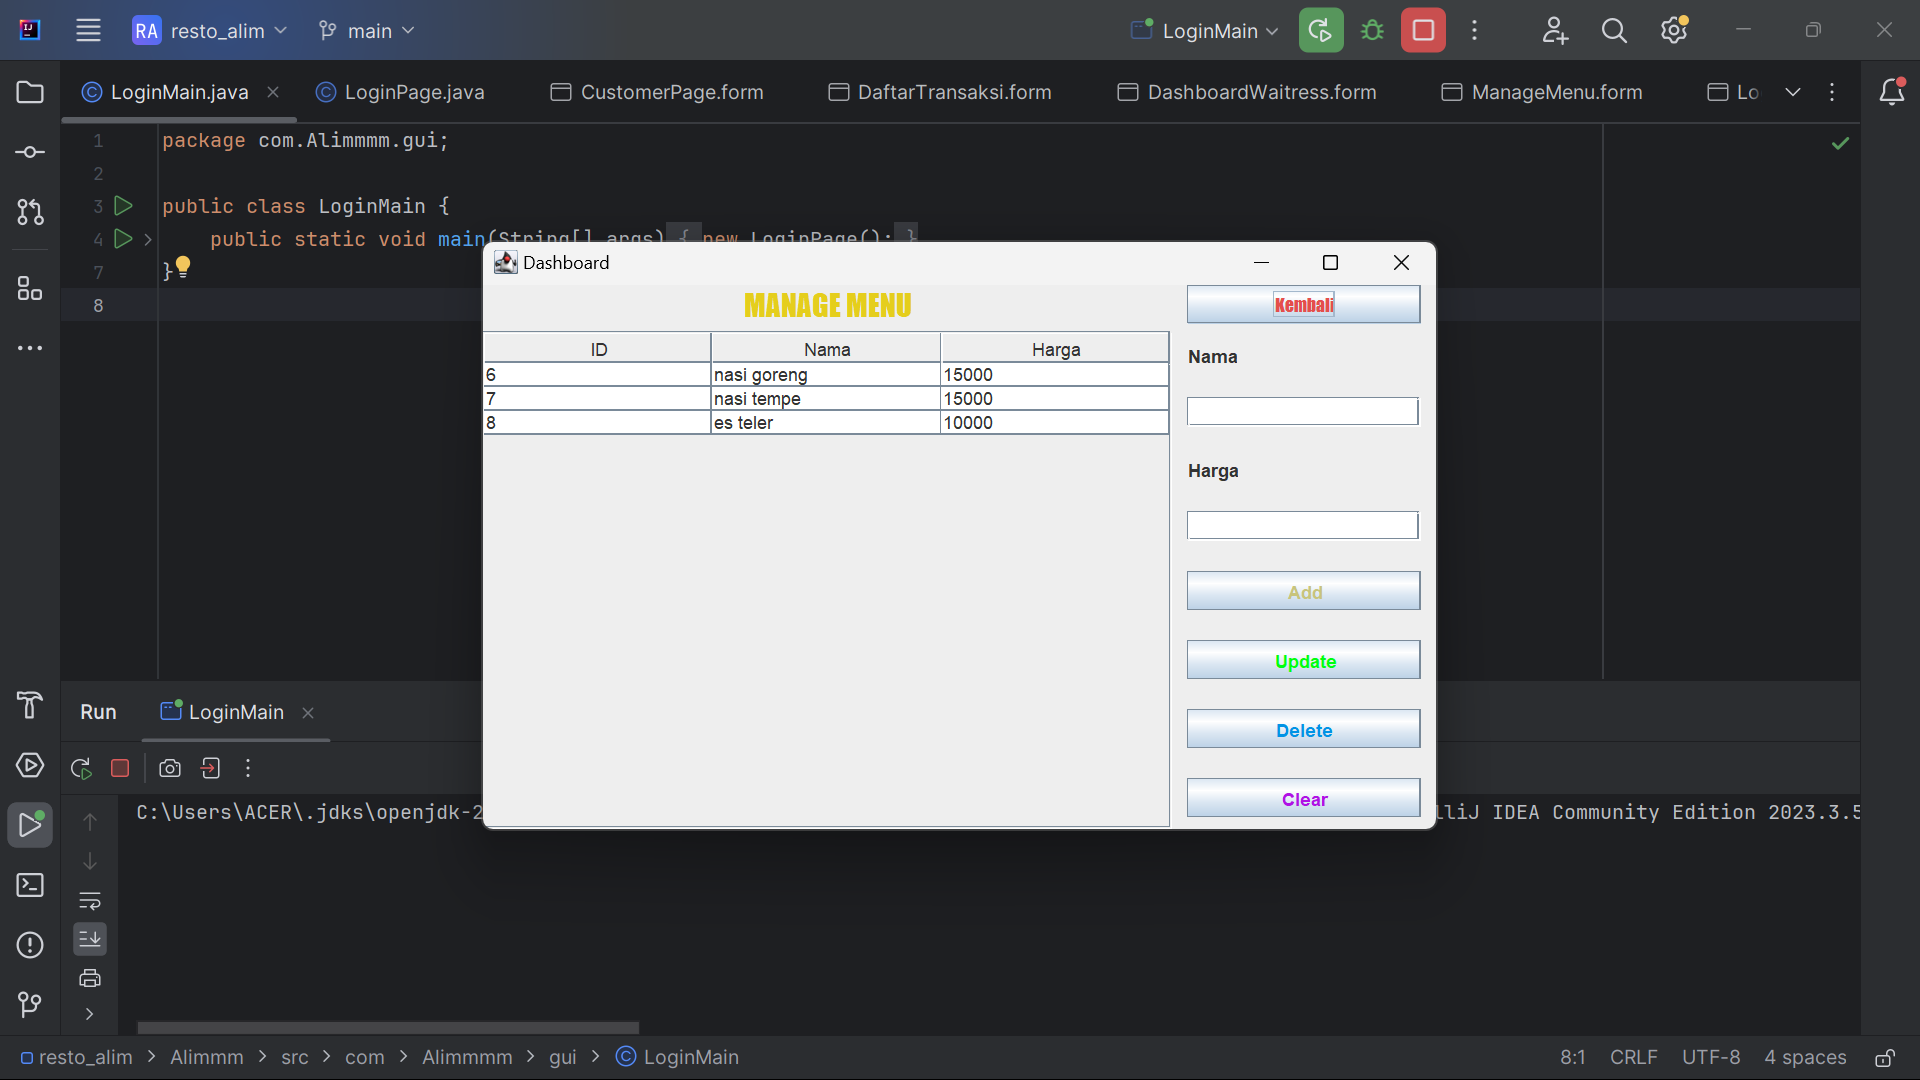 RA resto_alim main LoginMain
LoginMain.java LoginPage.java CustomerPage.form DaftarTransaksi.form DashboardWaitress.form ManageMenu.form Lo
1 package com.Alimmmm.gui;
2
3 public class LoginMain {
4 public static void main(String[] args) { new LoginPage(); }
7 }
8
Dashboard
MANAGE MENU
Kembali
ID Nama Harga
6 nasi goreng 15000
7 nasi tempe 15000
8 es teler 10000
Nama
Harga
Add
Update
Delete
Clear
Run LoginMain
C:\Users\ACER\.jdks\openjdk-2 lliJ IDEA Community Edition 2023.3.5
resto_alim > Alimmm > src > com > Alimmmm > gui > LoginMain 8:1 CRLF UTF-8 4 spaces